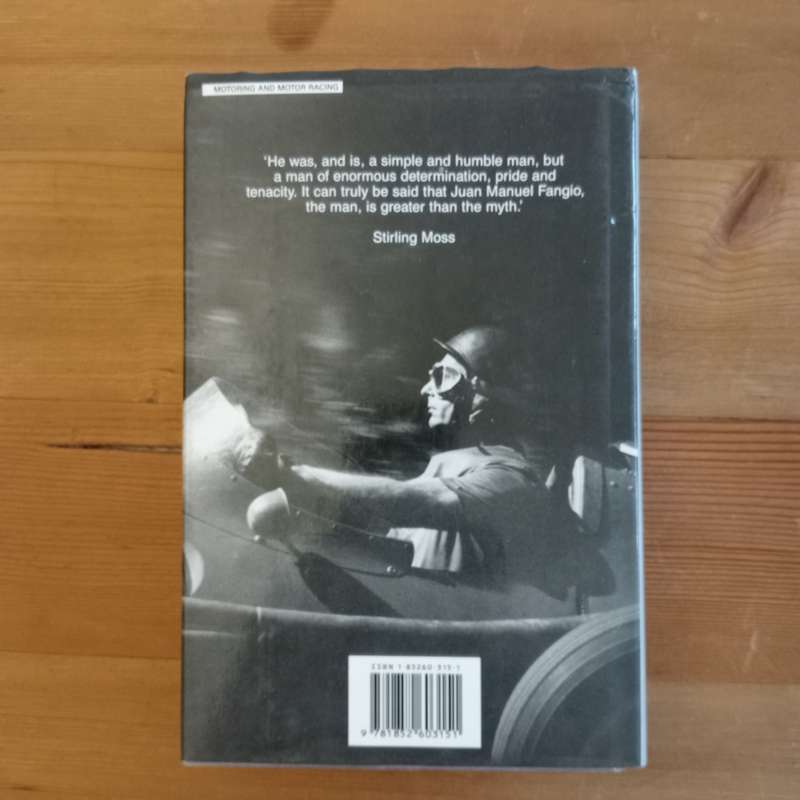 MOTORING AND MOTOR RACING
'He was, and is, a simple and humble man, but
a man of enormous determination, pride and
tenacity. It can truly be said that Juan Manuel Fangio,
the man, is greater than the myth.'
Stirling Moss
ISBN 1-85260-315-1
9 781852 603151